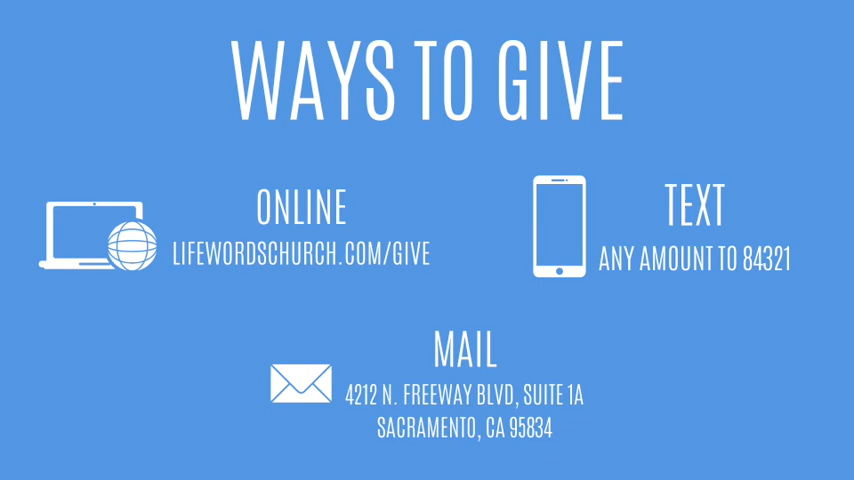 WAYS TO GIVE
ONLINE
LIFEWORDSCHURCH.COM/GIVE
TEXT
ANY AMOUNT TO 84321
MAIL
4212 N. FREEWAY BLVD, SUITE 1A
SACRAMENTO, CA 95834